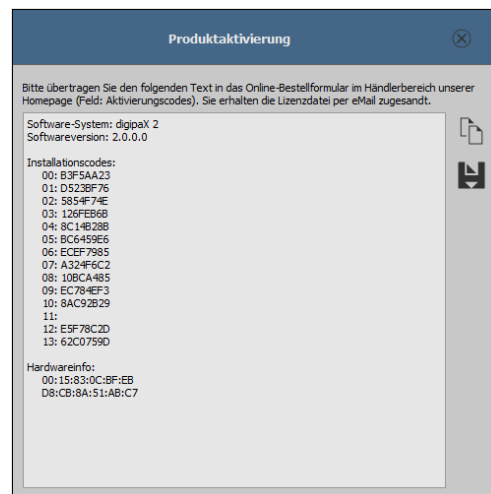 Produktaktivierung
Bitte übertragen Sie den folgenden Text in das Online-Bestellformular im Händlerbereich unserer
Homepage (Feld: Aktivierungscodes). Sie erhalten die Lizenzdatei per eMail zugesandt.
Software-System: digipaX 2
Softwareversion: 2.0.0.0
Installationscodes:
00: B3F5AA23
01: D523BF76
02: 5854F74E
03: 126FEB6B
04: 8C14B28B
05: BC6459E6
06: ECEF7985
07: A324F6C2
08: 10BCA485
09: EC784EF3
10: 8AC92B29
11:
12: E5F78C2D
13: 62C0759D
Hardwareinfo:
00:15:83:0C:BF:EB
D8:CB:8A:51:AB:C7